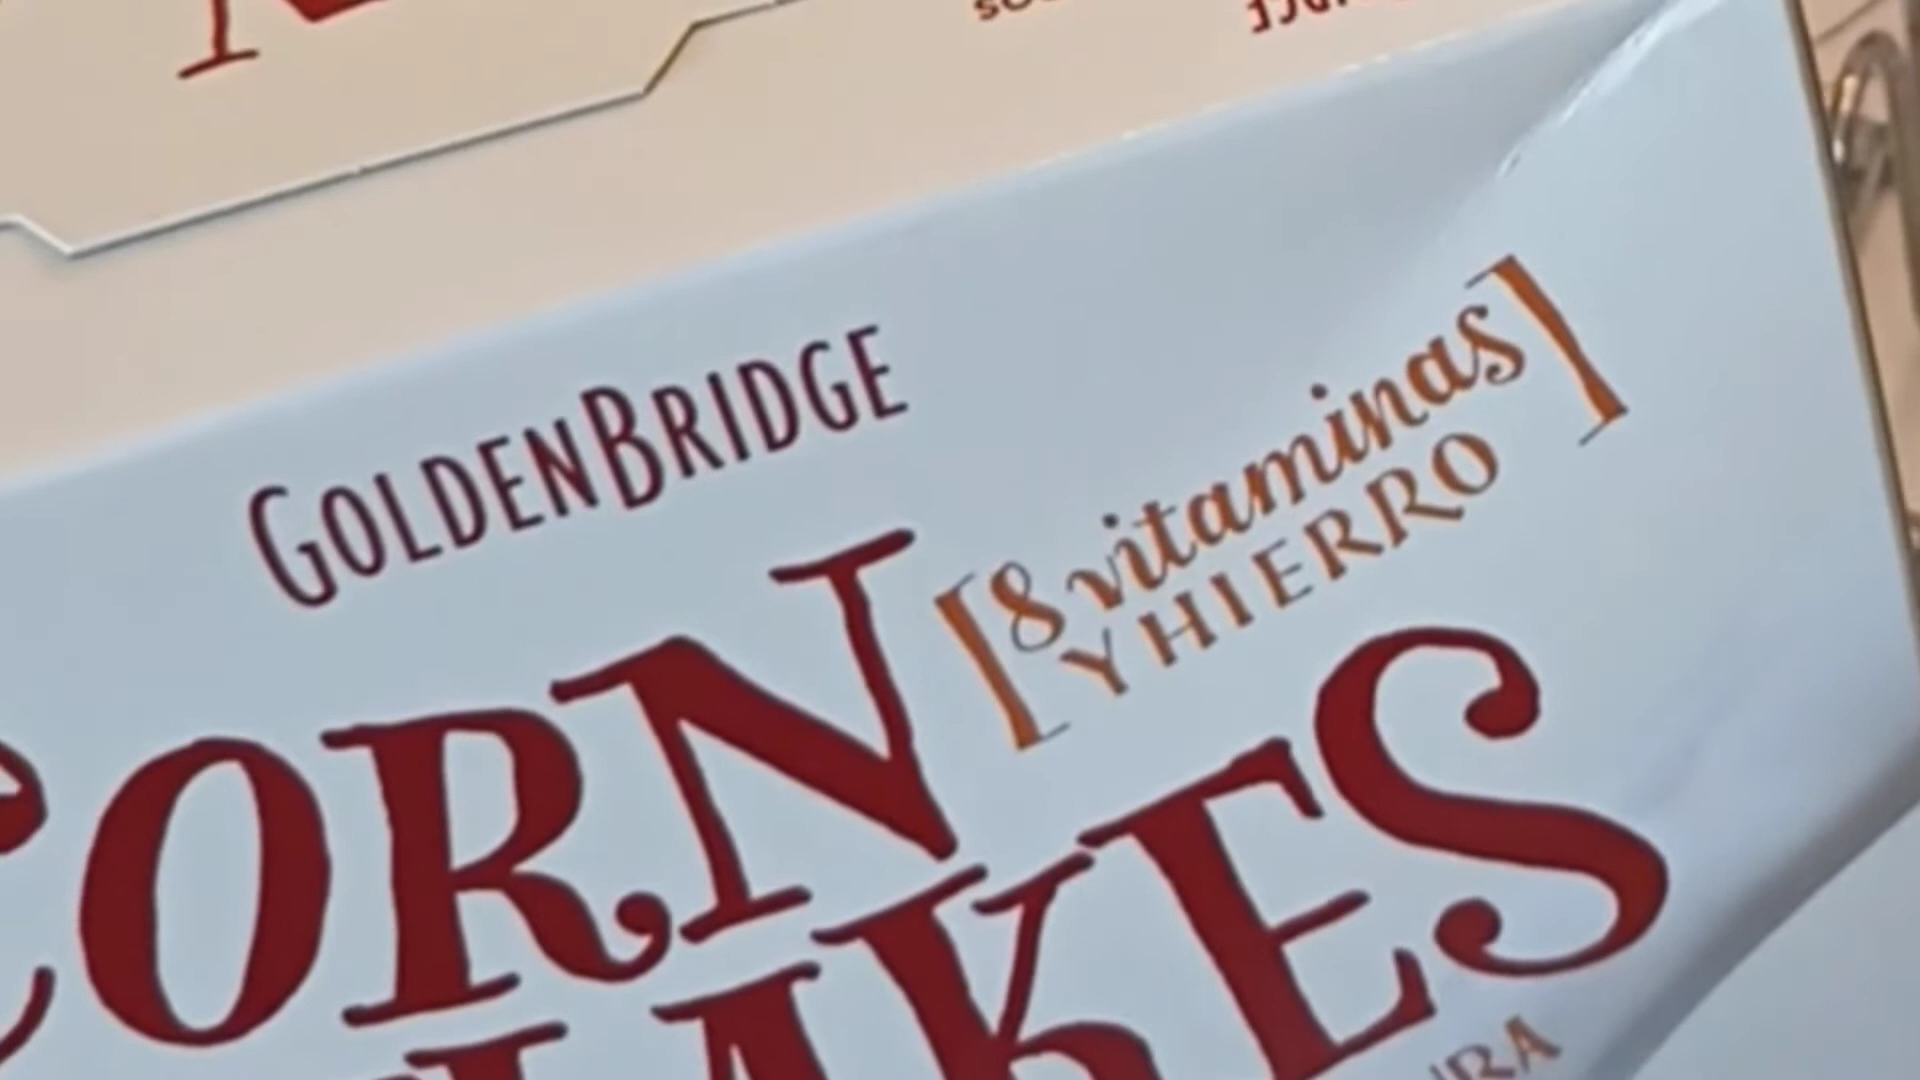 GOLDENBRIDGE
[8 vitaminas
Y HIERRO]
CORN
FLAKES